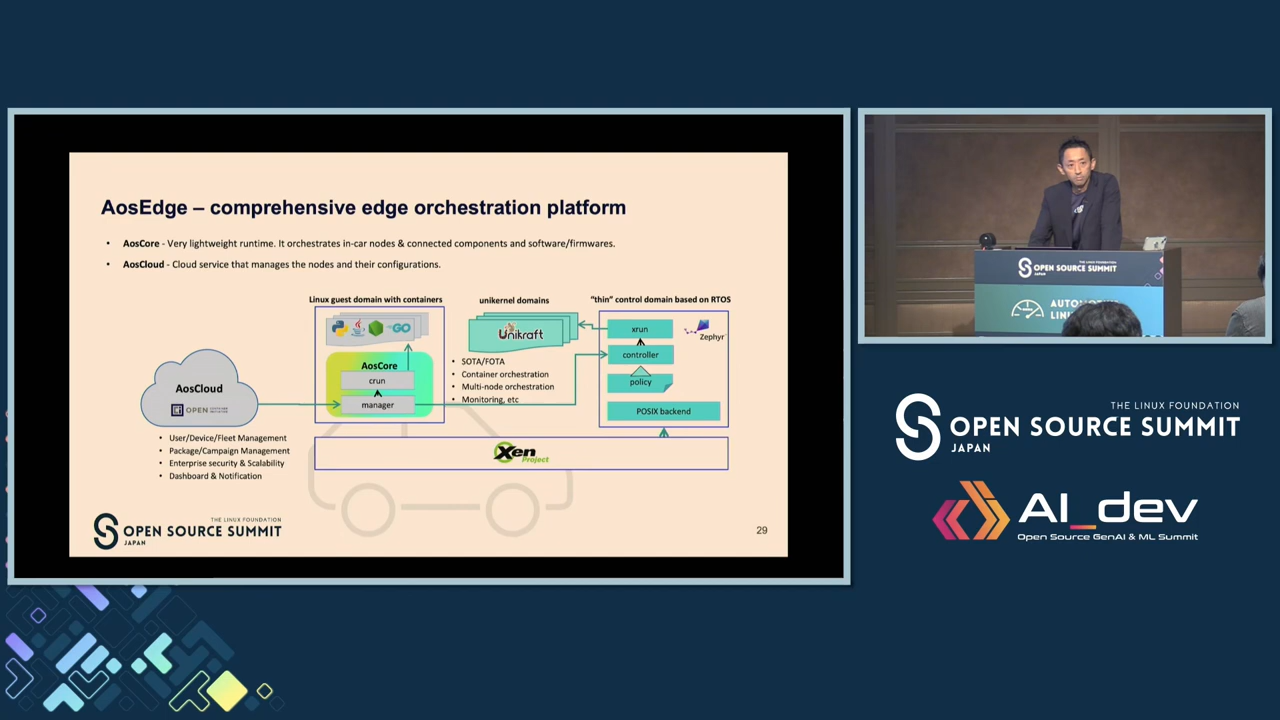 AosEdge – comprehensive edge orchestration platform
• AosCore - Very lightweight runtime. It orchestrates in-car nodes & connected components and software/firmwares.
• AosCloud - Cloud service that manages the nodes and their configurations.
Linux guest domain with containers
unikernel domains
"thin" control domain based on RTOS
GO
Unikraft
xrun
Zephyr
controller
policy
POSIX backend
AosCore
crun
manager
• SOTA/FOTA
• Container orchestration
• Multi-node orchestration
• Monitoring, etc
AosCloud
OPEN
• User/Device/Fleet Management
• Package/Campaign Management
• Enterprise security & Scalability
• Dashboard & Notification
Xen
Project
THE LINUX FOUNDATION
OPEN SOURCE SUMMIT
JAPAN
29
THE LINUX FOUNDATION
OPEN SOURCE SUMMIT
JAPAN
THE LINUX FOUNDATION
OPEN SOURCE SUMMIT
JAPAN
AI_dev
Open Source GenAI & ML Summit